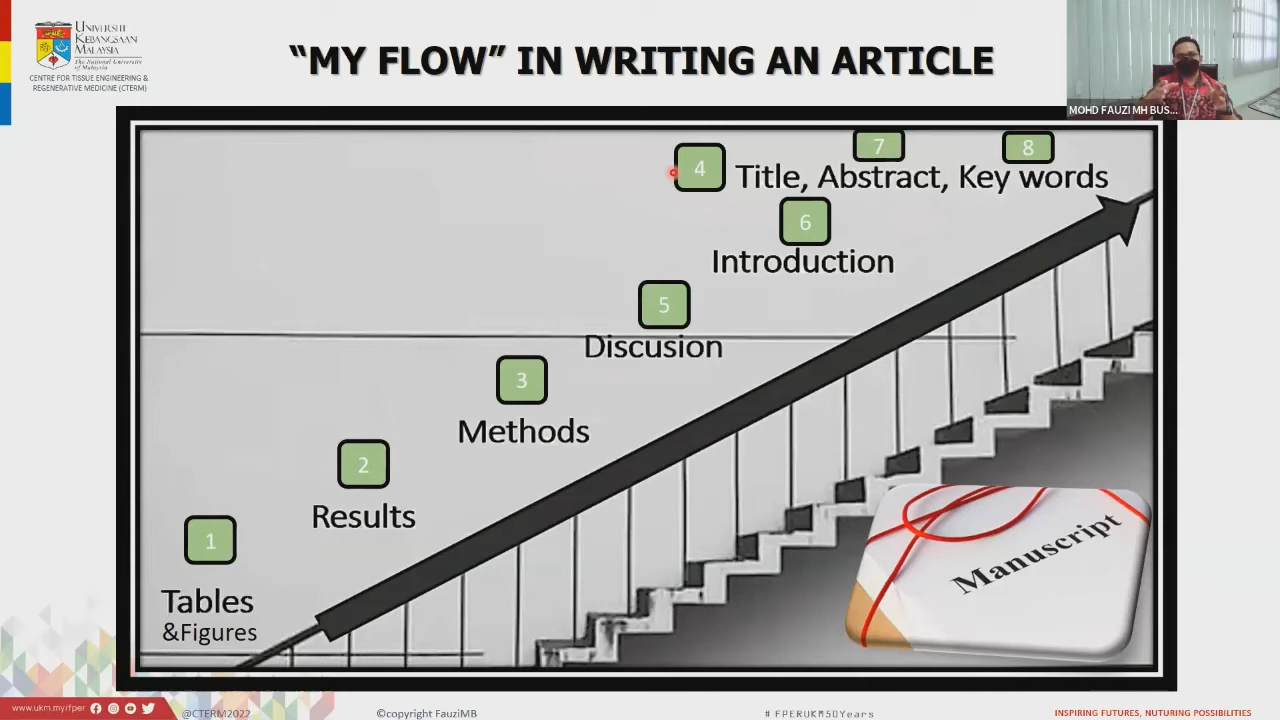 UNIVERSITI
KEBANGSAAN
MALAYSIA
The National University
of Malaysia
CENTRE FOR TISSUE ENGINEERING &
REGENERATIVE MEDICINE (CTERM)
“MY FLOW” IN WRITING AN ARTICLE
MOHD FAUZI MH BUS...
7
8
4
Title, Abstract, Key words
6
Introduction
5
Discusion
3
Methods
2
Results
1
Tables
&Figures
Manuscript
www.ukm.my/fper
@CTERM2022
©copyright FauziMB
#FPERUKM50Years
INSPIRING FUTURES, NUTURING POSSIBILITIES